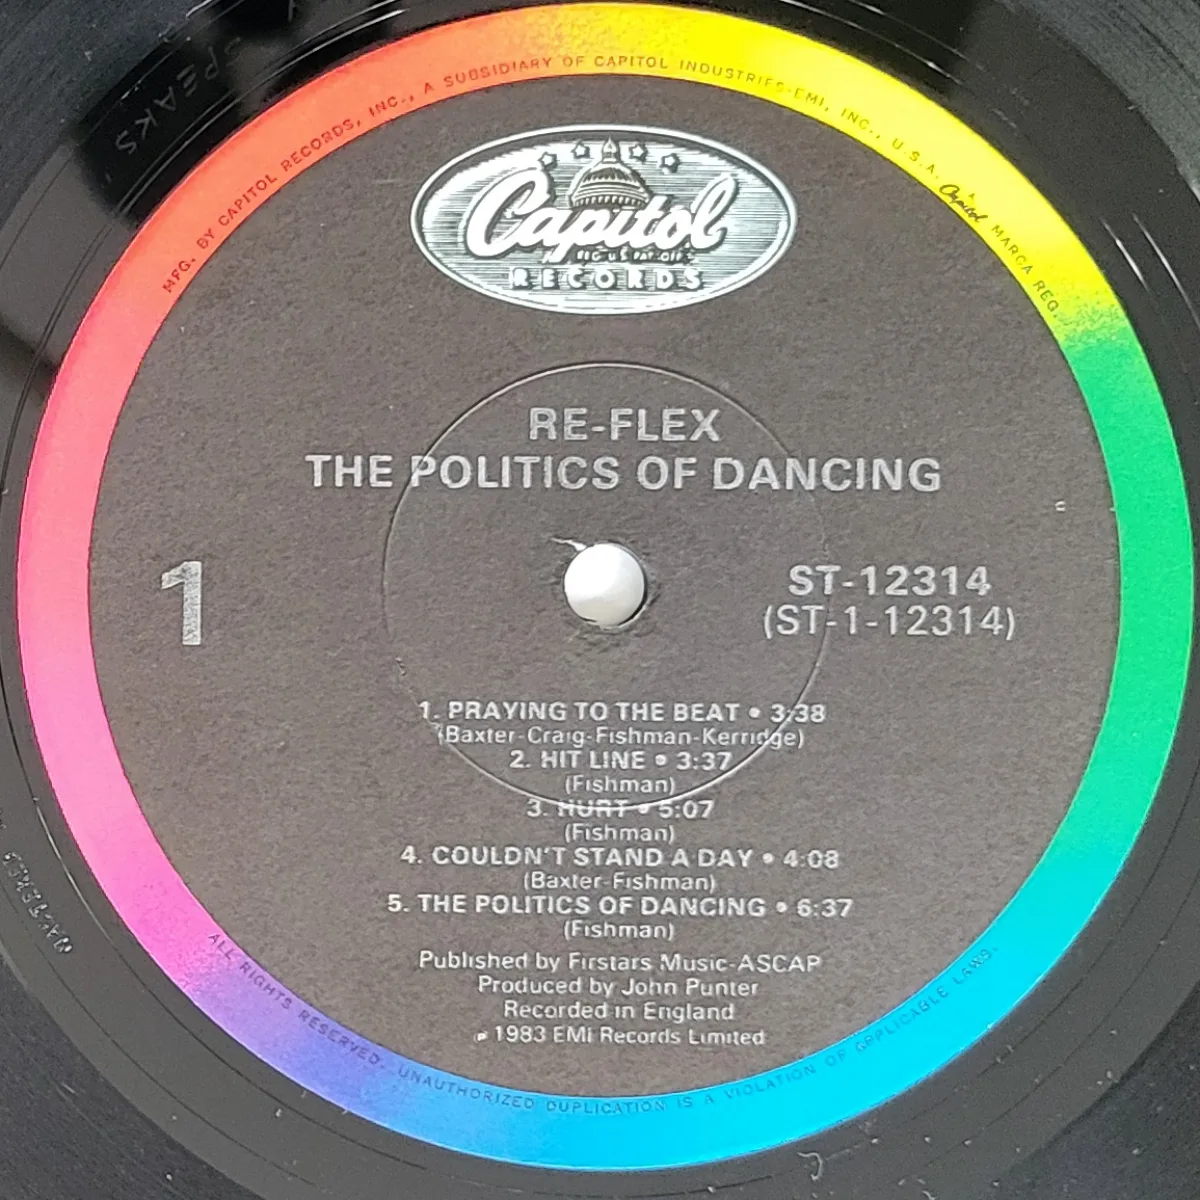 MFG. BY CAPITOL RECORDS, INC., A SUBSIDIARY OF CAPITOL INDUSTRIES-EMI, INC., U.S.A. Capitol MARCA REG.
Capitol
REG. U.S. PAT. OFF.
RECORDS
RE-FLEX
THE POLITICS OF DANCING
1
ST-12314
(ST-1-12314)
1. PRAYING TO THE BEAT • 3:38
(Baxter-Craig-Fishman-Kerridge)
2. HIT LINE • 3:37
(Fishman)
3. HURT • 5:07
(Fishman)
4. COULDN'T STAND A DAY • 4:08
(Baxter-Fishman)
5. THE POLITICS OF DANCING • 6:37
(Fishman)
Published by Firstars Music-ASCAP
Produced by John Punter
Recorded in England
℗ 1983 EMI Records Limited
ALL RIGHTS RESERVED. UNAUTHORIZED DUPLICATION IS A VIOLATION OF APPLICABLE LAWS.
SPEAKS